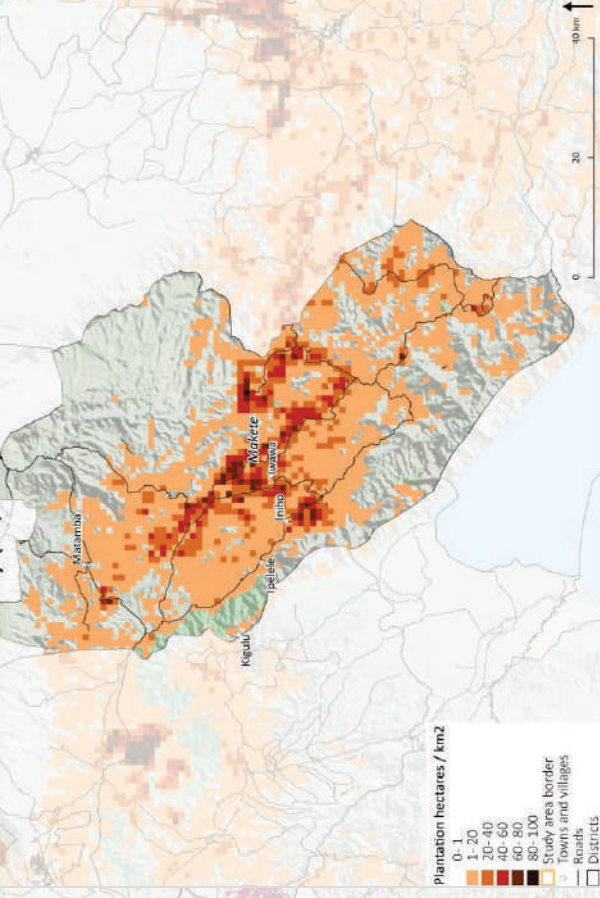 Matamba
Makete
Iwawa
Iniho
Ipelele
Kigulu
Plantation hectares / km2
0- 1
1- 20
20- 40
40- 60
60- 80
80- 100
Study area border
Towns and villages
Roads
Districts
0
20
40 km